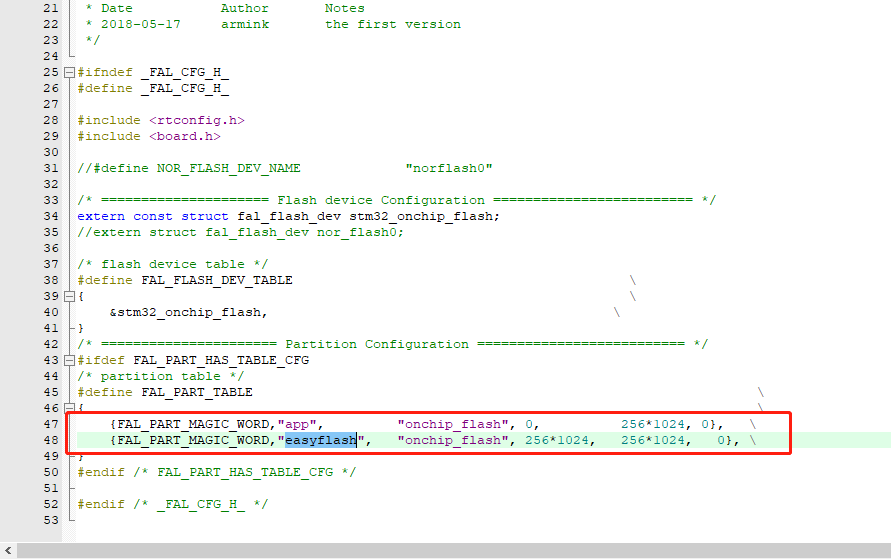 21 * Date Author Notes
22 * 2018-05-17 armink the first version
23 */
24
25 #ifndef _FAL_CFG_H_
26 #define _FAL_CFG_H_
27
28 #include <rtconfig.h>
29 #include <board.h>
30
31 //#define NOR_FLASH_DEV_NAME "norflash0"
32
33 /* ===================== Flash device Configuration ========================= */
34 extern const struct fal_flash_dev stm32_onchip_flash;
35 //extern struct fal_flash_dev nor_flash0;
36
37 /* flash device table */
38 #define FAL_FLASH_DEV_TABLE \
39 { \
40 &stm32_onchip_flash, \
41 }
42 /* ====================== Partition Configuration ========================== */
43 #ifdef FAL_PART_HAS_TABLE_CFG
44 /* partition table */
45 #define FAL_PART_TABLE \
46 { \
47 {FAL_PART_MAGIC_WORD,"app", "onchip_flash", 0, 256*1024, 0}, \
48 {FAL_PART_MAGIC_WORD,"easyflash", "onchip_flash", 256*1024, 256*1024, 0}, \
49 }
50 #endif /* FAL_PART_HAS_TABLE_CFG */
51
52 #endif /* _FAL_CFG_H_ */
53